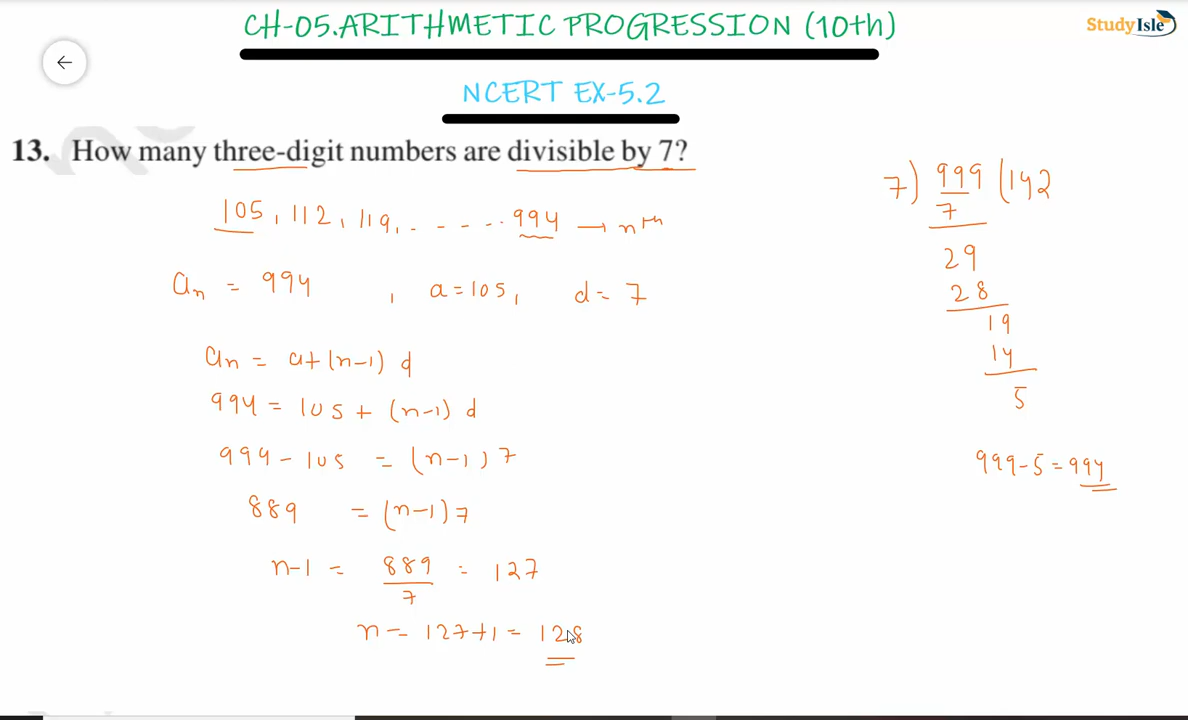 CH-05.ARITHMETIC PROGRESSION (10th)
StudyIsle
NCERT EX-5.2
13. How many three-digit numbers are divisible by 7?
105, 112, 119, - - - - .. 994 → nth
an = 994 , a=105, d= 7
an = a+(n-1) d
994 = 105 + (n-1) d
994 - 105 = (n-1) 7
889 = (n-1) 7
n-1 = 889/7 = 127
n = 127+1 = 128
7) 999 (142
7
29
28
19
14
5
999-5=994